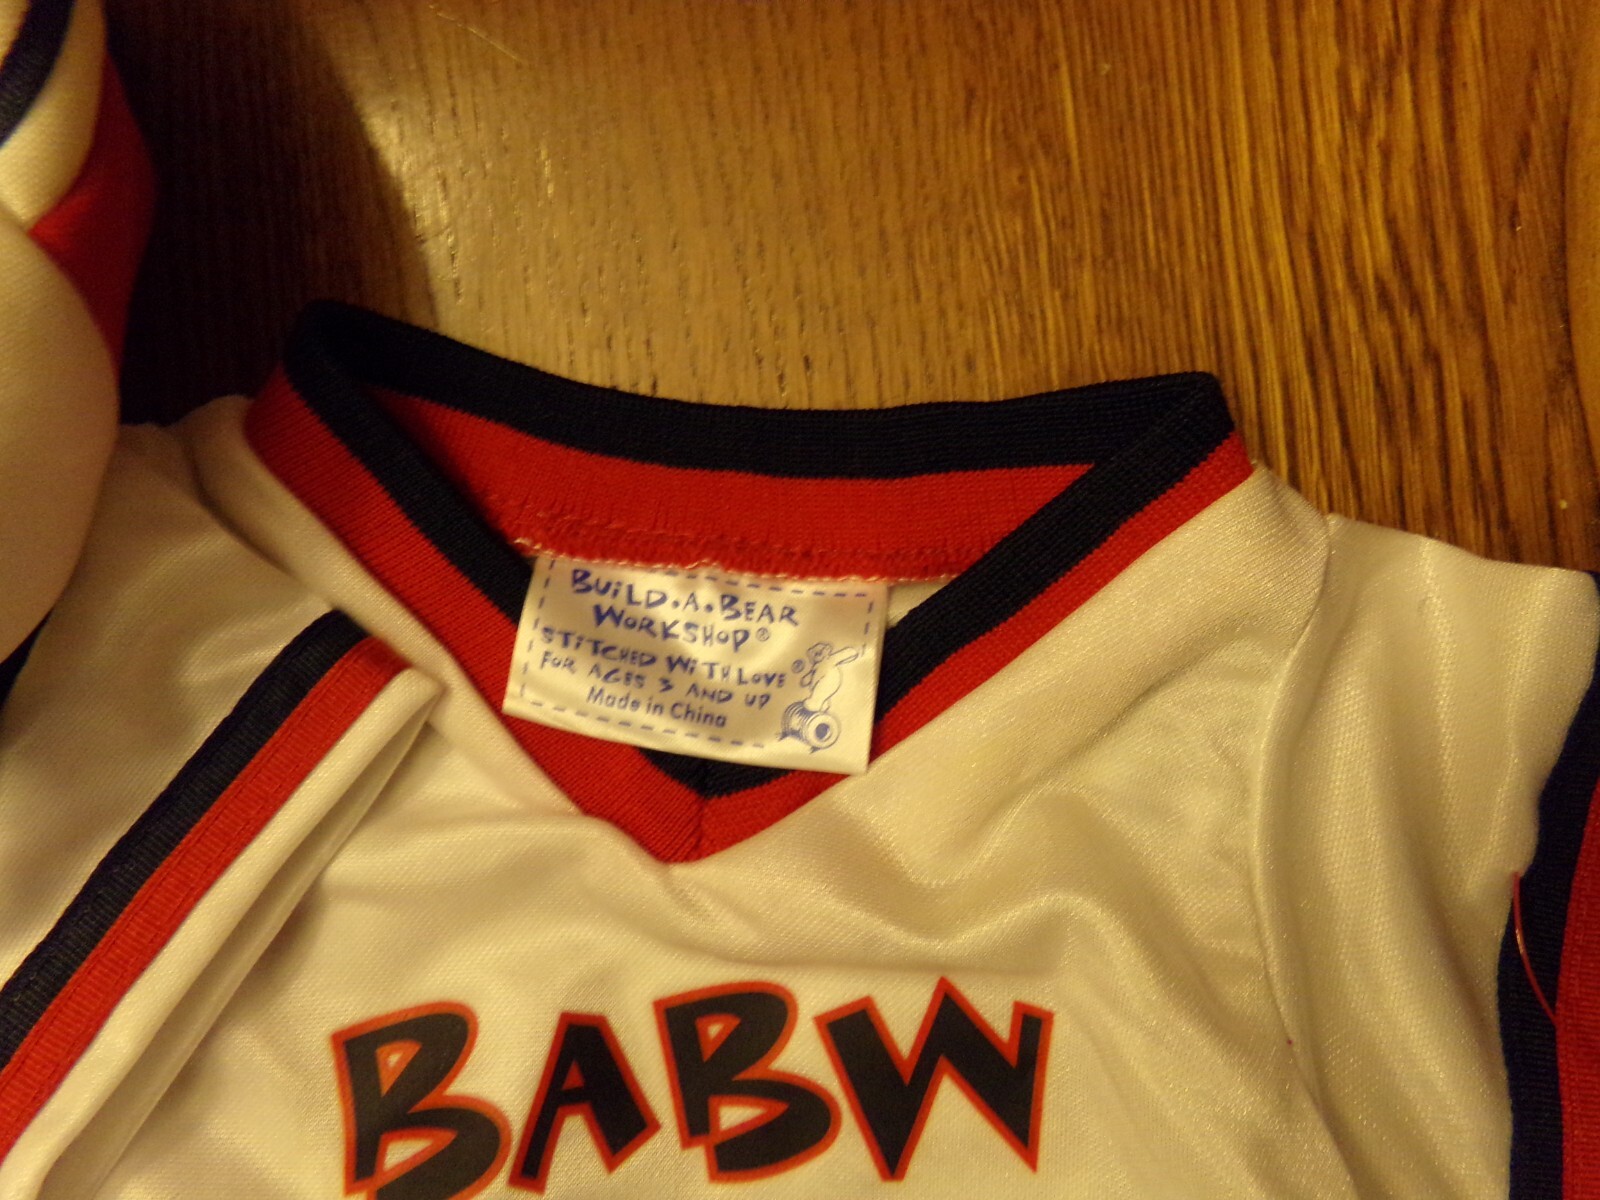 BUiLD.A.BEAR
WORKSHOP®
STiTCHED WiTH LOVE®
FOR AGES 3 AND UP
Made in China
BABW